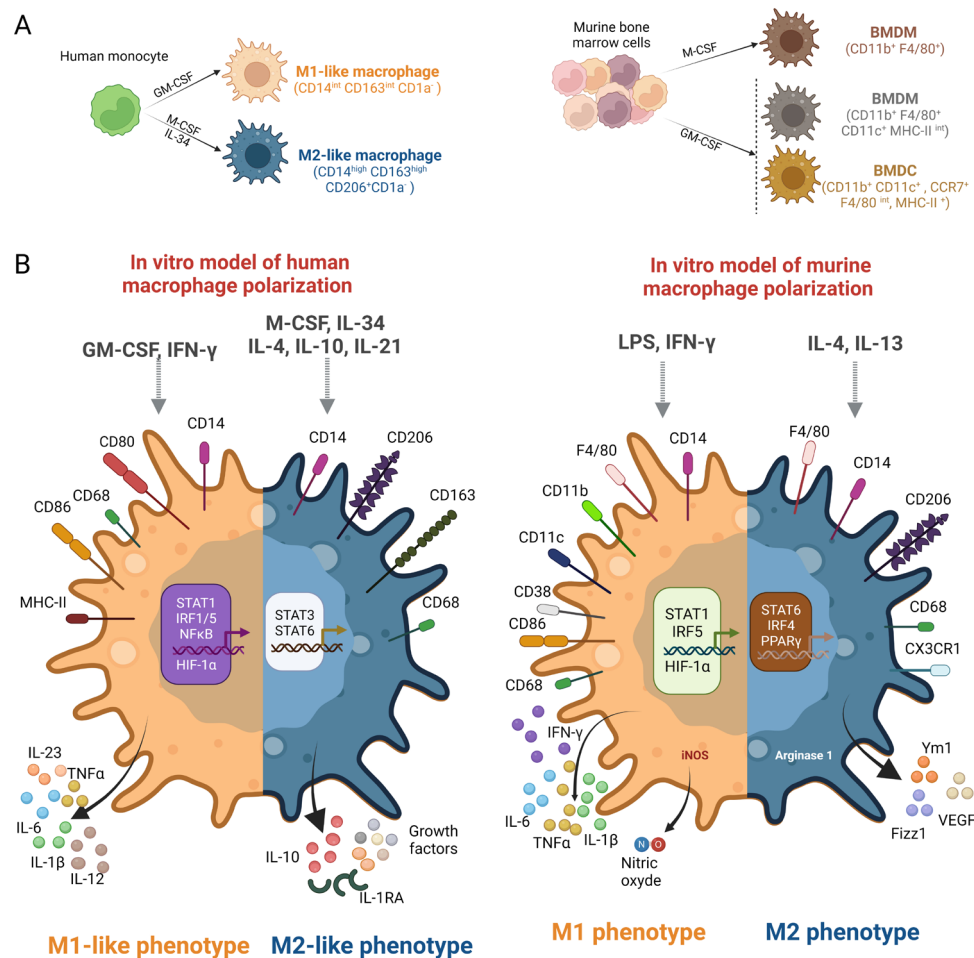 A
Human monocyte
GM-CSF
M-CSF
IL-34
M1-like macrophage
(CD14int CD163int CD1a-)
M2-like macrophage
(CD14high CD163high
CD206+CD1a-)
Murine bone
marrow cells
M-CSF
GM-CSF
BMDM
(CD11b+ F4/80+)
BMDM
(CD11b+ F4/80+
CD11c+ MHC-II int)
BMDC
(CD11b+ CD11c+ , CCR7+
F4/80 int, MHC-II +)
B
In vitro model of human
macrophage polarization
GM-CSF, IFN-γ
M-CSF, IL-34
IL-4, IL-10, IL-21
CD14
CD80
CD68
CD86
MHC-II
CD14
CD206
CD163
CD68
STAT1
IRF1/5
NFκB
HIF-1α
STAT3
STAT6
IL-23
TNFα
IL-6
IL-1β
IL-12
IL-10
Growth
factors
IL-1RA
M1-like phenotype
M2-like phenotype
In vitro model of murine
macrophage polarization
LPS, IFN-γ
IL-4, IL-13
CD14
F4/80
CD11b
CD11c
CD38
CD86
CD68
F4/80
CD14
CD206
CD68
CX3CR1
STAT1
IRF5
HIF-1α
STAT6
IRF4
PPARγ
IFN-γ
iNOS
Arginase 1
IL-6
TNFα
IL-1β
N O
Nitric
oxyde
Ym1
Fizz1
VEGF
M1 phenotype
M2 phenotype